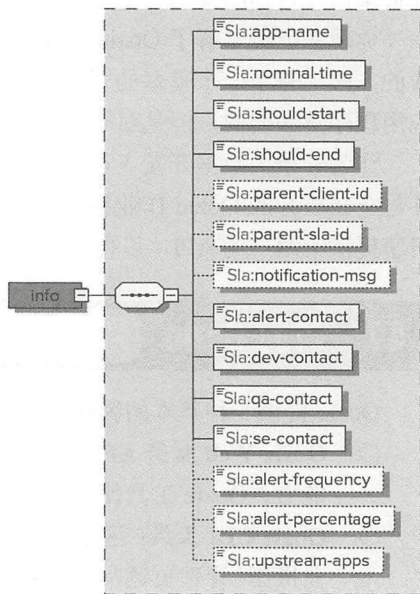 Sla:app-name
Sla:nominal-time
Sla:should-start
Sla:should-end
Sla:parent-client-id
Sla:parent-sla-id
Sla:notification-msg
info
Sla:alert-contact
Sla:dev-contact
Sla:qa-contact
Sla:se-contact
Sla:alert-frequency
Sla:alert-percentage
Sla:upstream-apps